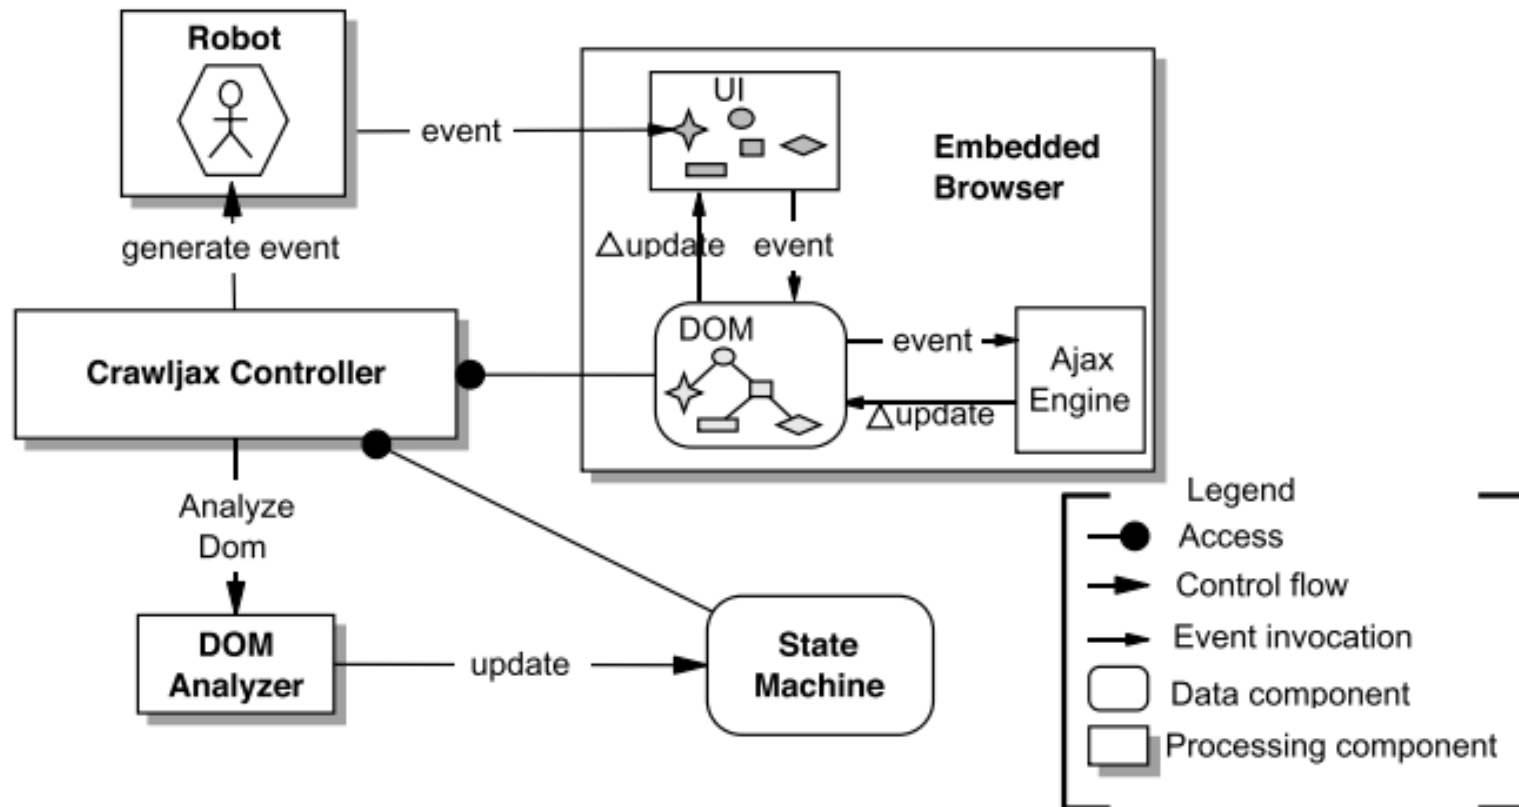 Robot
event
UI
Embedded
Browser
generate event
△update
event
Crawljax Controller
DOM
event
Ajax
Engine
△update
Analyze
Dom
DOM
Analyzer
update
State
Machine
Legend
Access
Control flow
Event invocation
Data component
Processing component